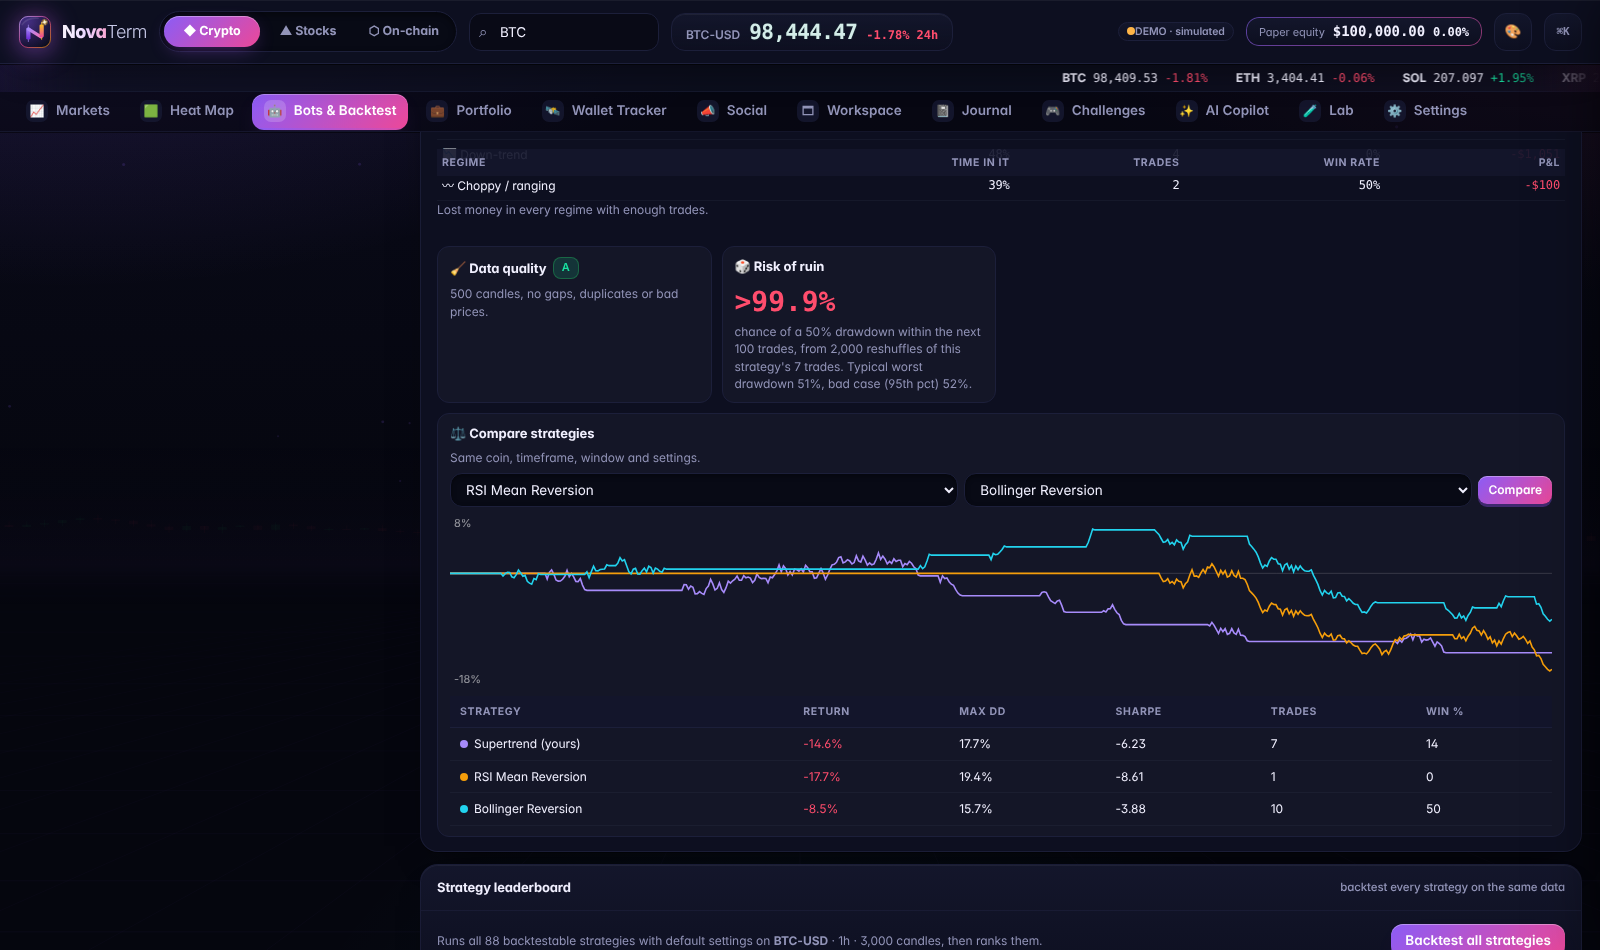 NovaTerm
Crypto
Stocks
On-chain
BTC
BTC-USD 98,444.47 -1.78% 24h
DEMO · simulated
Paper equity $100,000.00 0.00%
⌘K
BTC 98,409.53 -1.81% ETH 3,404.41 -0.06% SOL 207.097 +1.95% XRP
Markets
Heat Map
Bots & Backtest
Portfolio
Wallet Tracker
Social
Workspace
Journal
Challenges
AI Copilot
Lab
Settings
Down-trend
REGIME TIME IN IT TRADES WIN RATE P&L
Choppy / ranging 39% 2 50% -$100
Lost money in every regime with enough trades.
Data quality A
500 candles, no gaps, duplicates or bad
prices.
Risk of ruin
>99.9%
chance of a 50% drawdown within the next
100 trades, from 2,000 reshuffles of this
strategy's 7 trades. Typical worst
drawdown 51%, bad case (95th pct) 52%.
Compare strategies
Same coin, timeframe, window and settings.
RSI Mean Reversion
Bollinger Reversion
Compare
8%
-18%
STRATEGY RETURN MAX DD SHARPE TRADES WIN %
Supertrend (yours) -14.6% 17.7% -6.23 7 14
RSI Mean Reversion -17.7% 19.4% -8.61 1 0
Bollinger Reversion -8.5% 15.7% -3.88 10 50
Strategy leaderboard
backtest every strategy on the same data
Runs all 88 backtestable strategies with default settings on BTC-USD · 1h · 3,000 candles, then ranks them.
Backtest all strategies